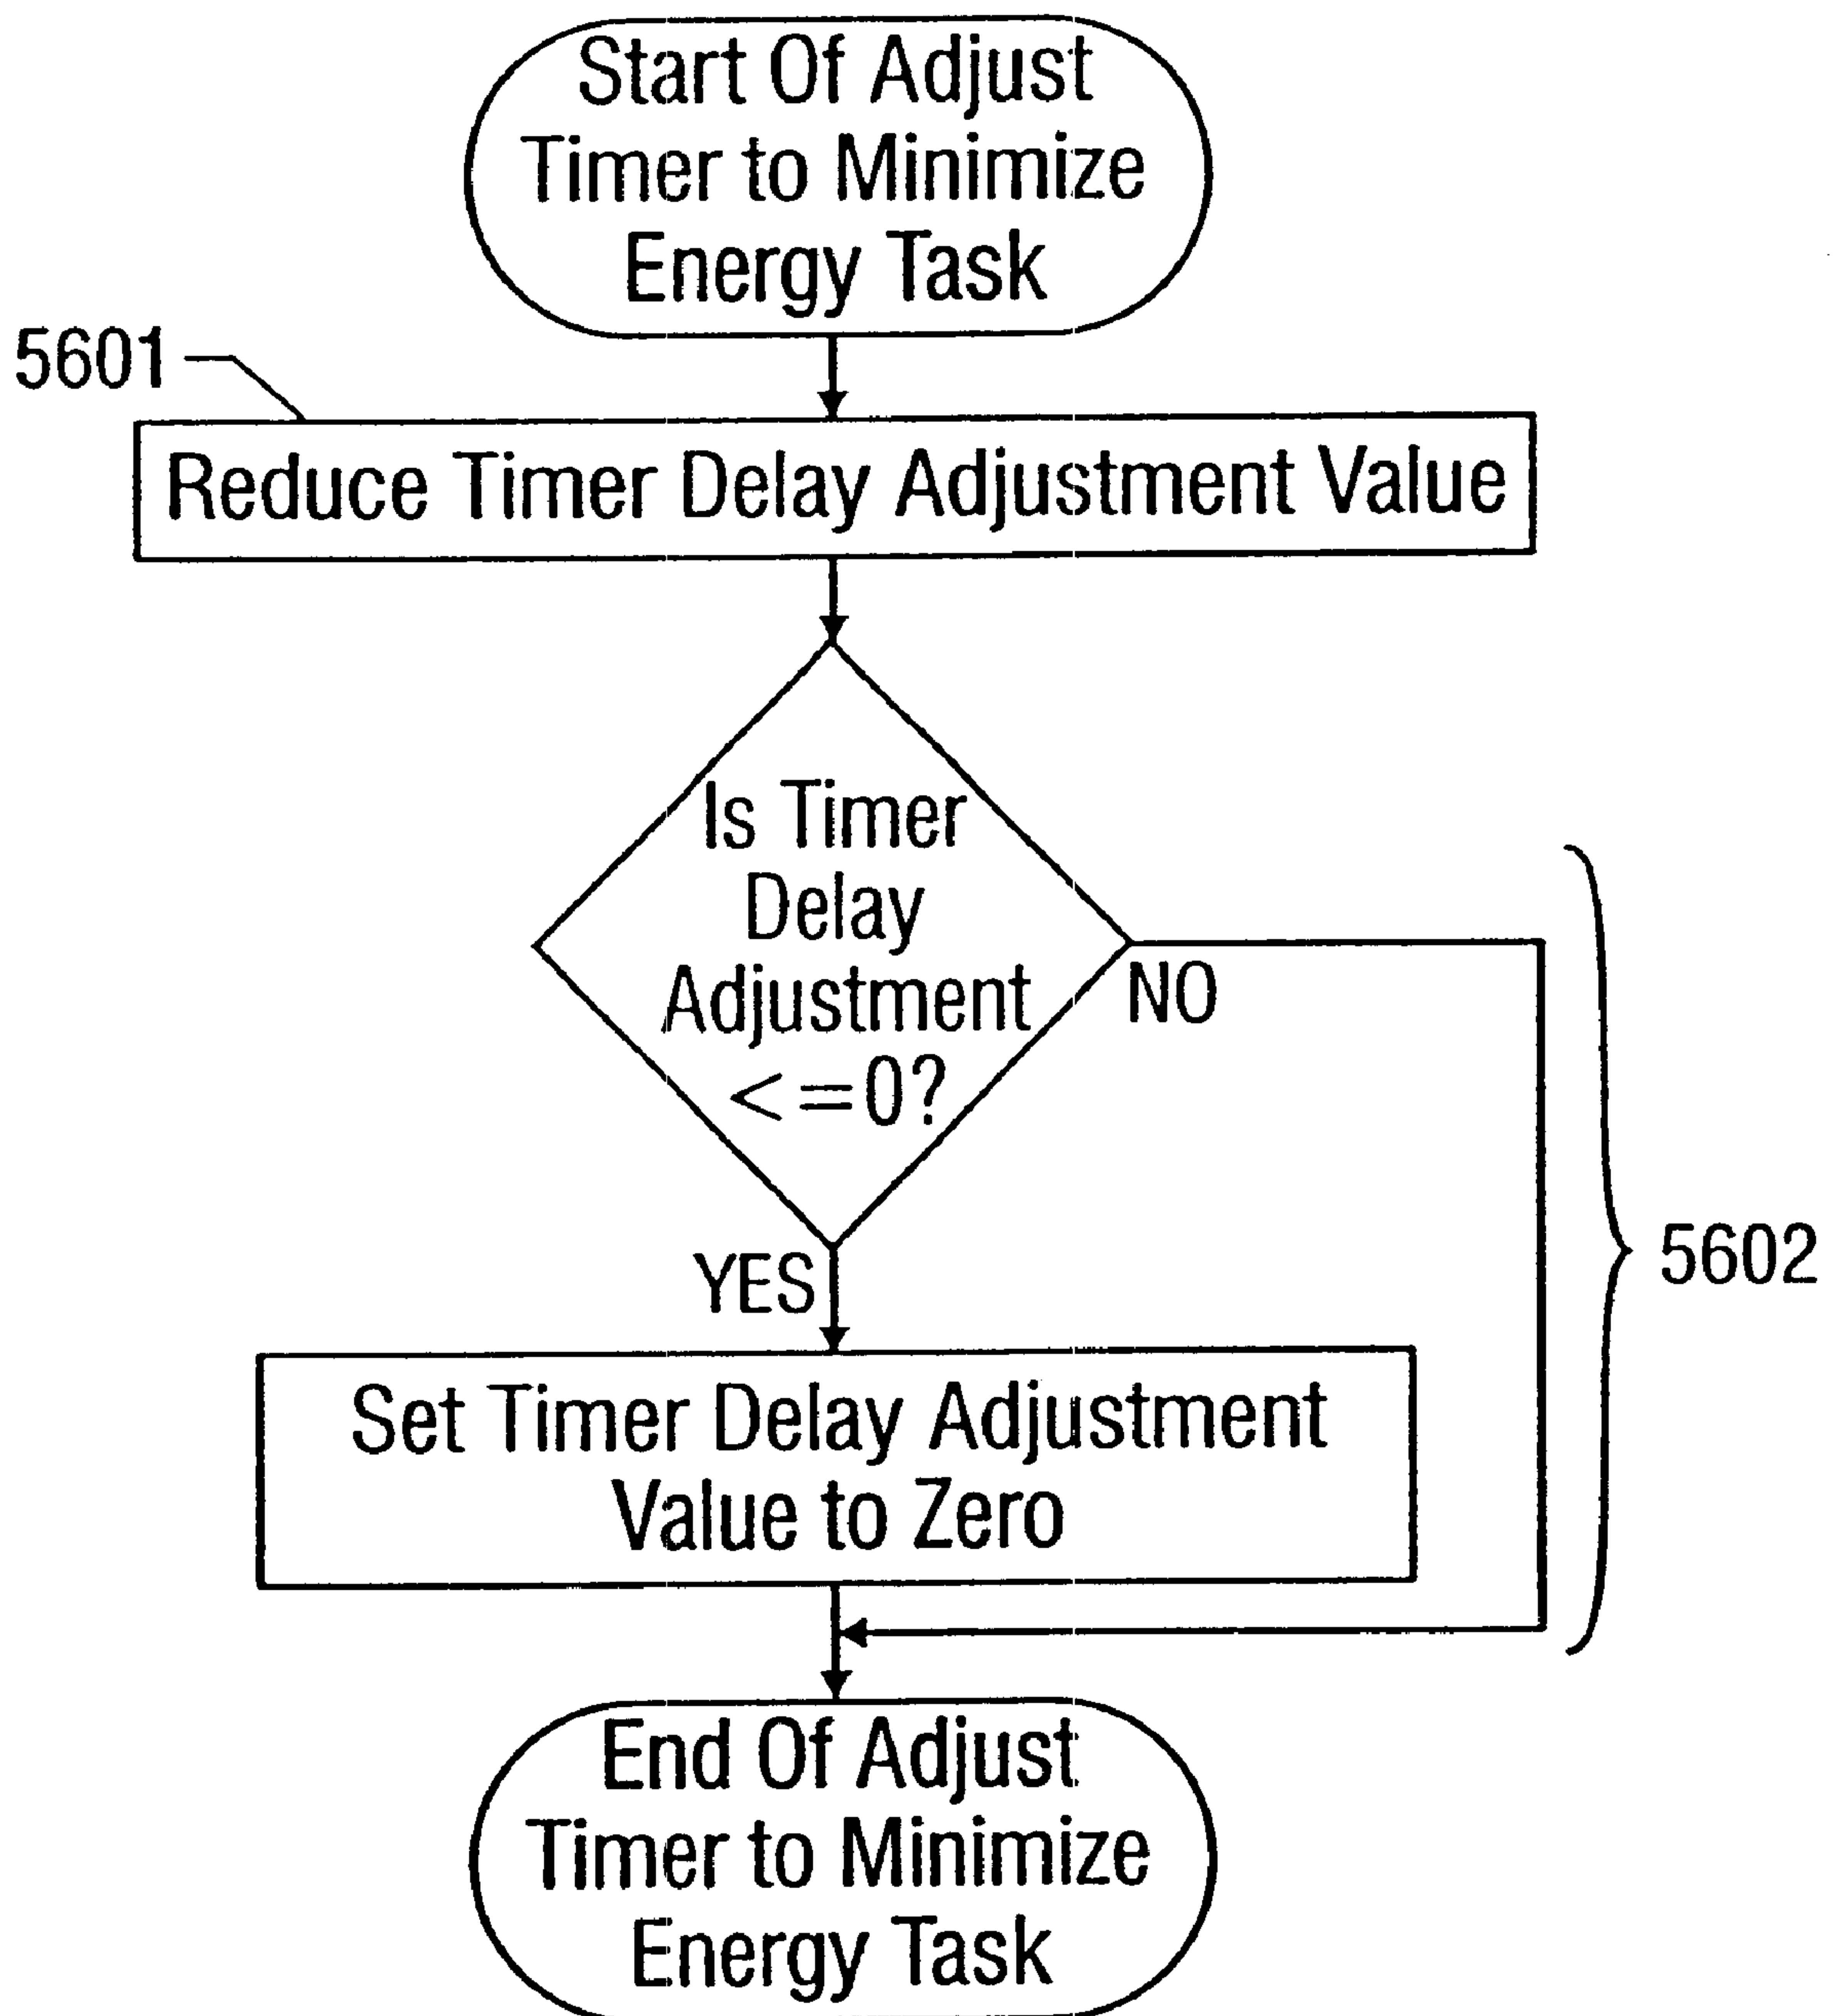 Start Of Adjust
Timer to Minimize
Energy Task
5601
Reduce Timer Delay Adjustment Value
Is Timer
Delay
Adjustment
<=0?
NO
YES
5602
Set Timer Delay Adjustment
Value to Zero
End Of Adjust
Timer to Minimize
Energy Task